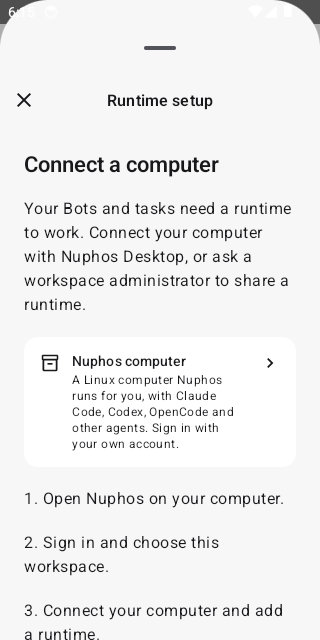 Runtime setup
Connect a computer
Your Bots and tasks need a runtime
to work. Connect your computer
with Nuphos Desktop, or ask a
workspace administrator to share a
runtime.
Nuphos computer
A Linux computer Nuphos
runs for you, with Claude
Code, Codex, OpenCode and
other agents. Sign in with
your own account.
1. Open Nuphos on your computer.
2. Sign in and choose this
workspace.
3. Connect your computer and add
a runtime.